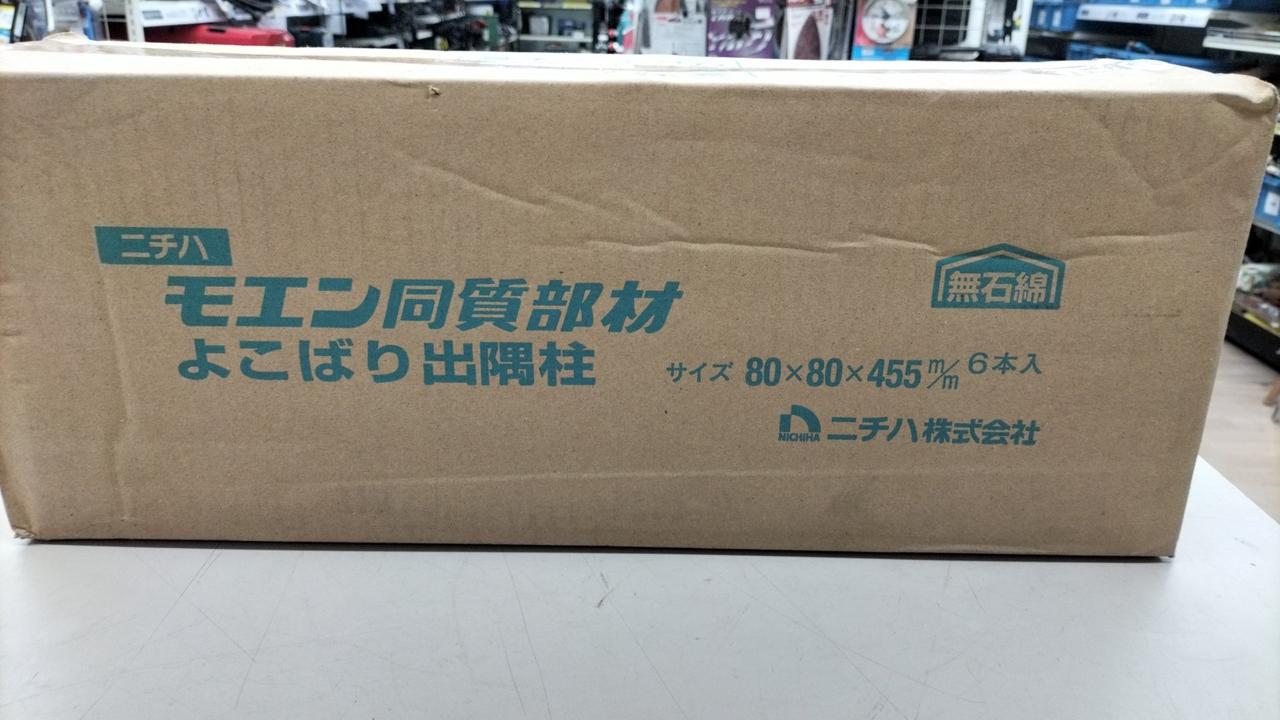 ニチハ
モエン同質部材
無石綿
よこばり出隅柱
サイズ 80×80×455 m/m 6本入
NICHIHA ニチハ株式会社